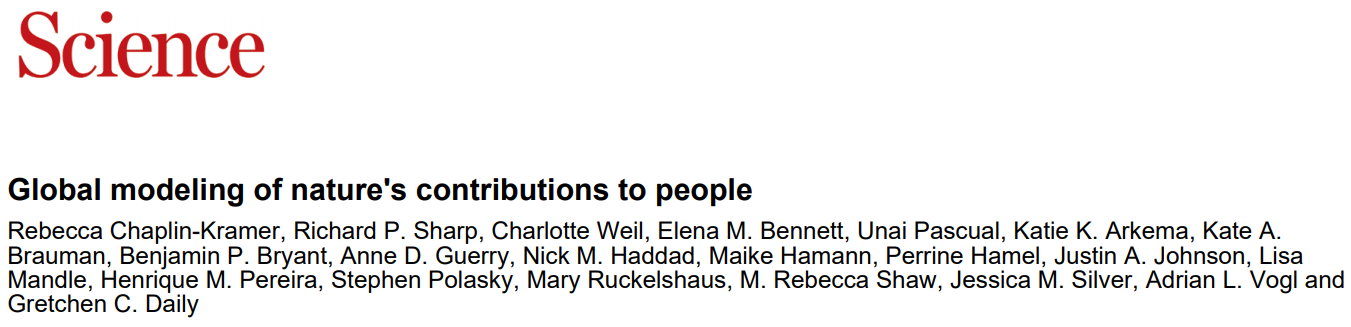 Science
Global modeling of nature's contributions to people
Rebecca Chaplin-Kramer, Richard P. Sharp, Charlotte Weil, Elena M. Bennett, Unai Pascual, Katie K. Arkema, Kate A.
Brauman, Benjamin P. Bryant, Anne D. Guerry, Nick M. Haddad, Maike Hamann, Perrine Hamel, Justin A. Johnson, Lisa
Mandle, Henrique M. Pereira, Stephen Polasky, Mary Ruckelshaus, M. Rebecca Shaw, Jessica M. Silver, Adrian L. Vogl and
Gretchen C. Daily